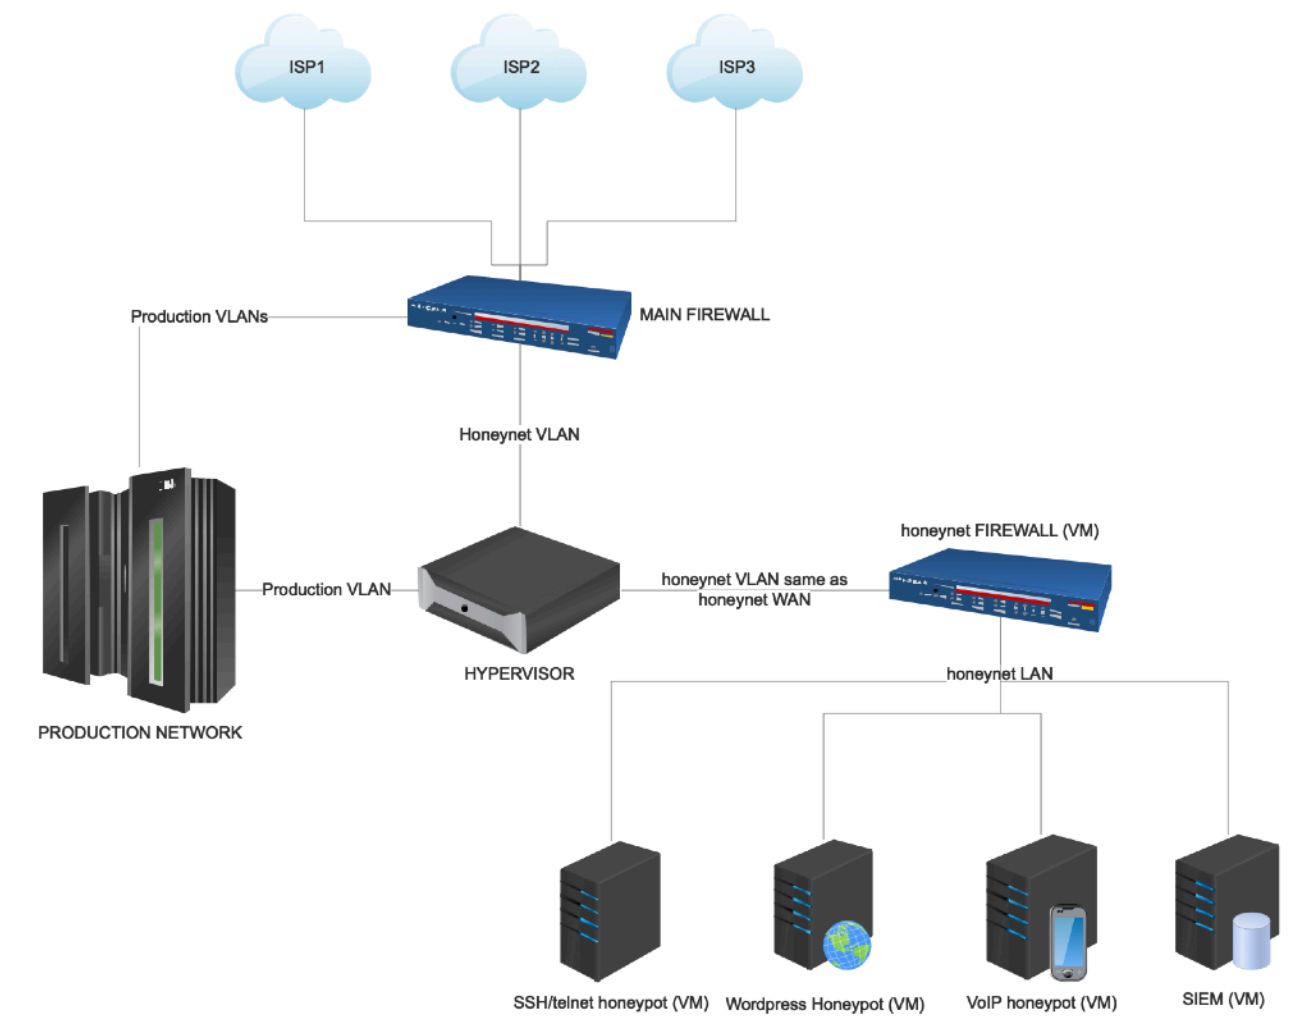 ISP1
ISP2
ISP3
Production VLANs
MAIN FIREWALL
Honeynet VLAN
honeynet FIREWALL (VM)
Production VLAN
honeynet VLAN same as
honeynet WAN
HYPERVISOR
honeynet LAN
PRODUCTION NETWORK
SSH/telnet honeypot (VM)
Wordpress Honeypot (VM)
VoIP honeypot (VM)
SIEM (VM)